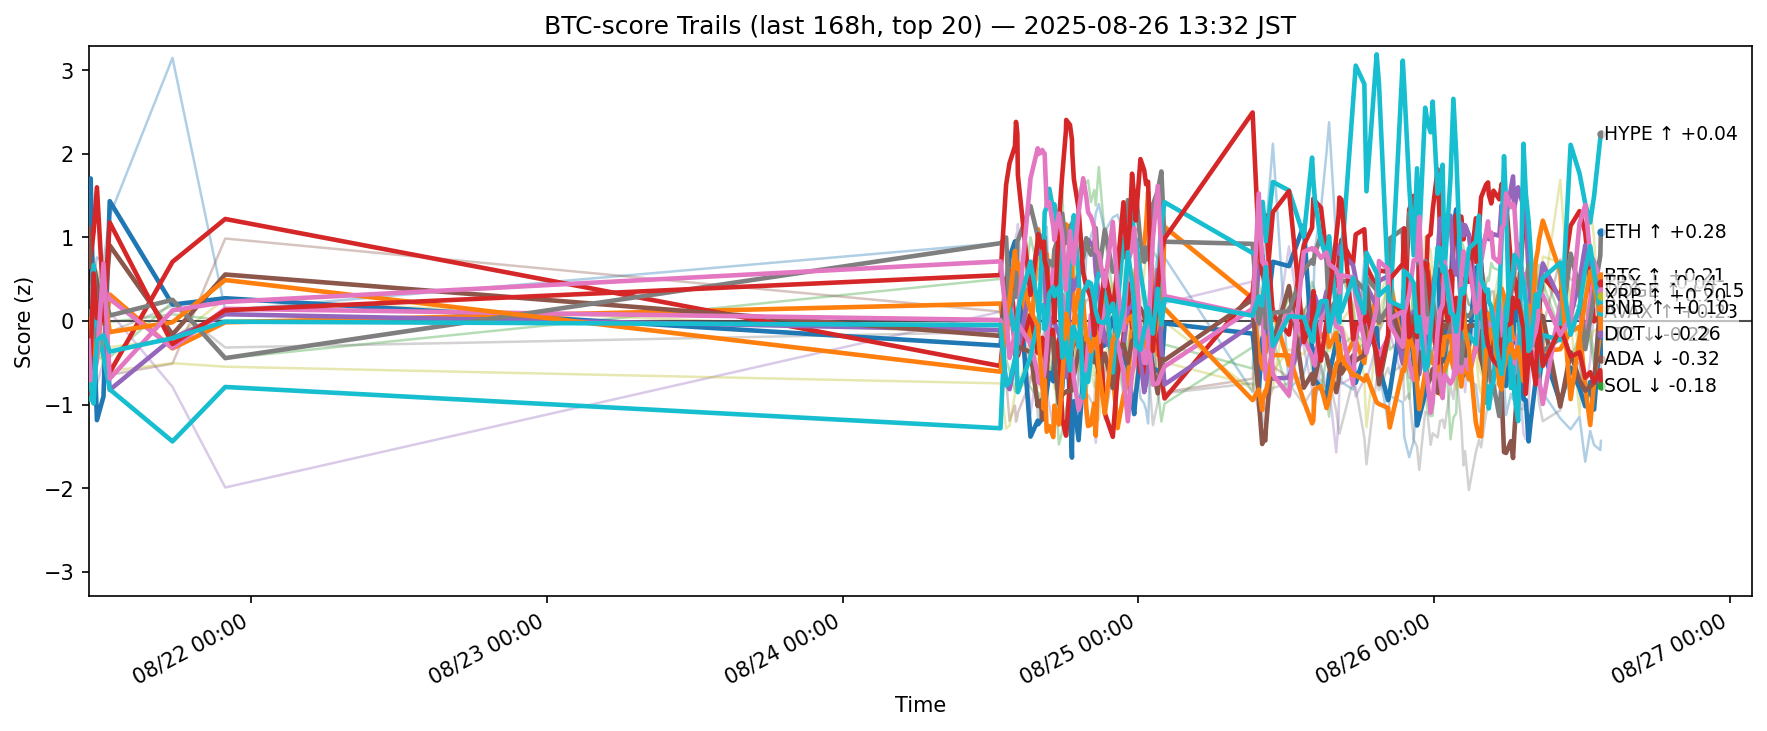 BTC-score Trails (last 168h, top 20) — 2025-08-26 13:32 JST
Score (z)
3
2
1
0
−1
−2
−3
HYPE ↑ +0.04
ETH ↑ +0.28
BTC ↑ +0.21
XRP ↑ +0.20
BNB ↑ +0.10
DOT ↓ -0.26
ADA ↓ -0.32
SOL ↓ -0.18
08/22 00:00
08/23 00:00
08/24 00:00
08/25 00:00
08/26 00:00
08/27 00:00
Time